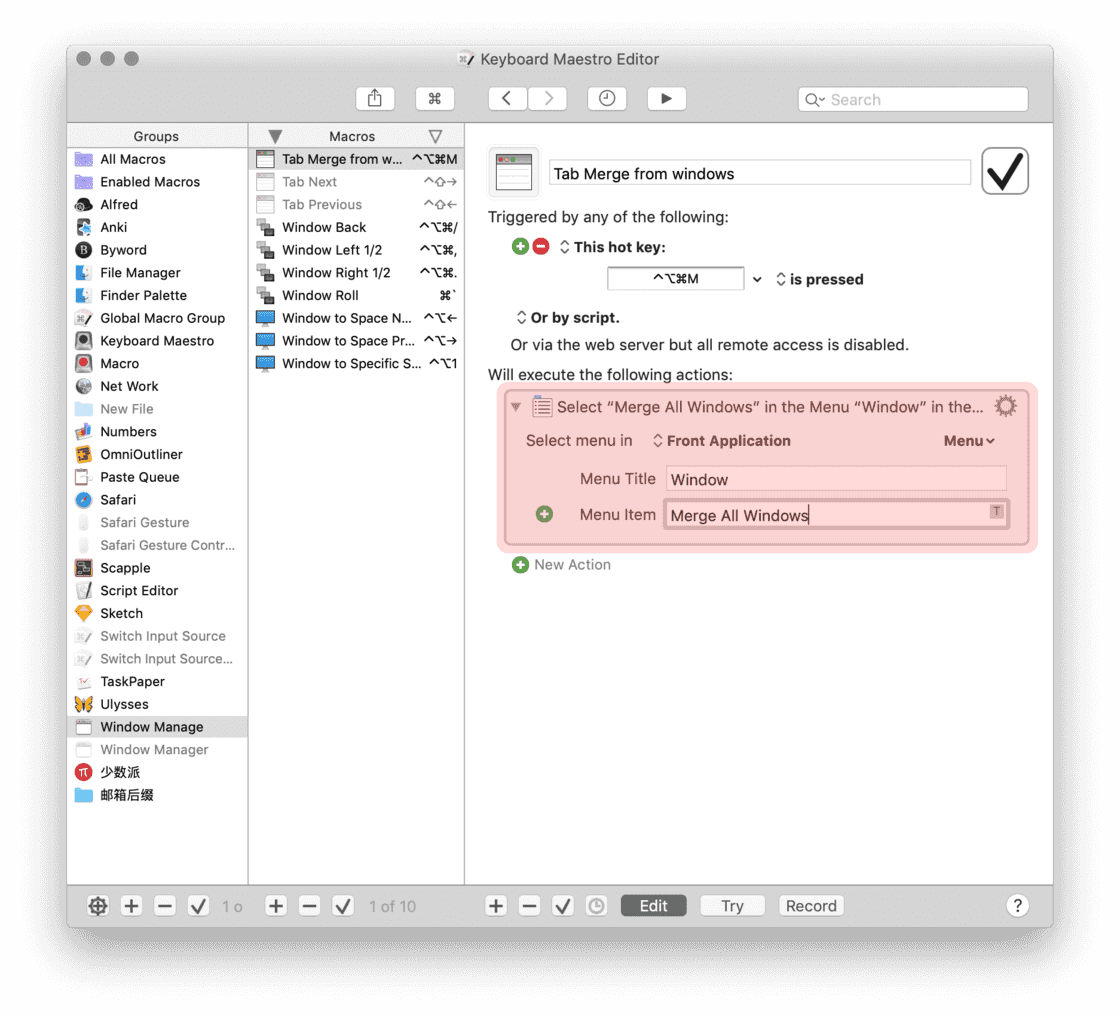 Keyboard Maestro Editor
⌘
Search
Groups
All Macros
Enabled Macros
Alfred
Anki
Byword
File Manager
Finder Palette
Global Macro Group
Keyboard Maestro
Macro
Net Work
New File
Numbers
OmniOutliner
Paste Queue
Safari
Safari Gesture
Safari Gesture Contr...
Scapple
Script Editor
Sketch
Switch Input Source
Switch Input Source...
TaskPaper
Ulysses
Window Manage
Window Manager
少数派
邮箱后缀
1 o
Macros
Tab Merge from w... ^⌥⌘M
Tab Next ^⇧→
Tab Previous ^⇧←
Window Back ^⌥⌘/
Window Left 1/2 ^⌥⌘,
Window Right 1/2 ^⌥⌘.
Window Roll ⌘`
Window to Space N... ^⌥←
Window to Space Pr... ^⌥→
Window to Specific S... ^⌥1
1 of 10
Tab Merge from windows
Triggered by any of the following:
This hot key:
^⌥⌘M is pressed
Or by script.
Or via the web server but all remote access is disabled.
Will execute the following actions:
Select “Merge All Windows” in the Menu “Window” in the...
Select menu in Front Application Menu
Menu Title Window
Menu Item Merge All Windows T
New Action
Edit Try Record ?